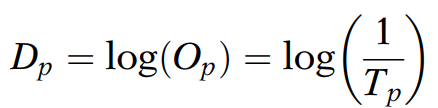 D_p = log(O_p) = log(1/T_p)